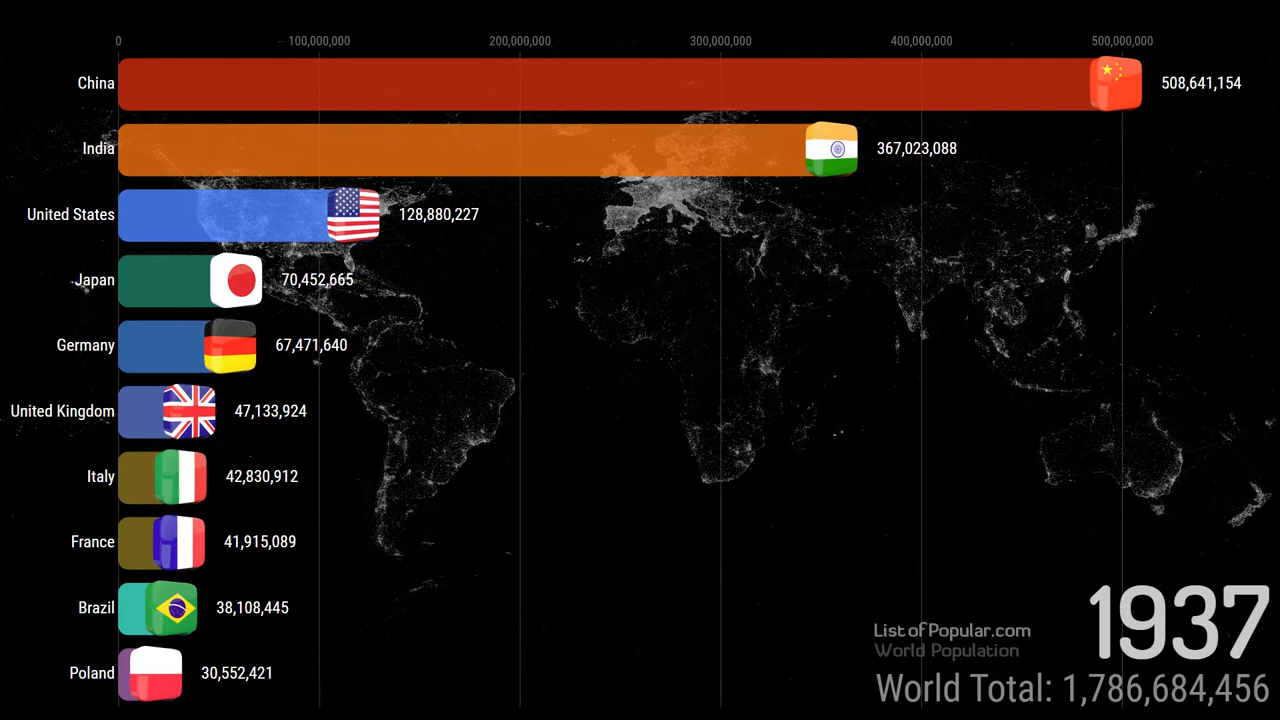 0 100,000,000 200,000,000 300,000,000 400,000,000 500,000,000
China 508,641,154
India 367,023,088
United States 128,880,227
Japan 70,452,665
Germany 67,471,640
United Kingdom 47,133,924
Italy 42,830,912
France 41,915,089
Brazil 38,108,445
Poland 30,552,421
1937
ListofPopular.com
World Population
World Total: 1,786,684,456